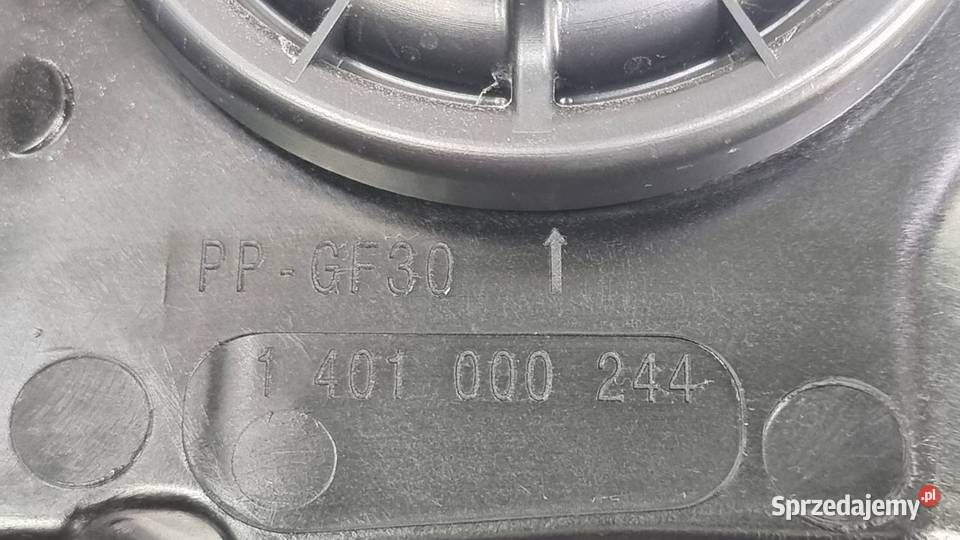 PP-GF30 ↑
1 401 000 244
Sprzedajemy.pl